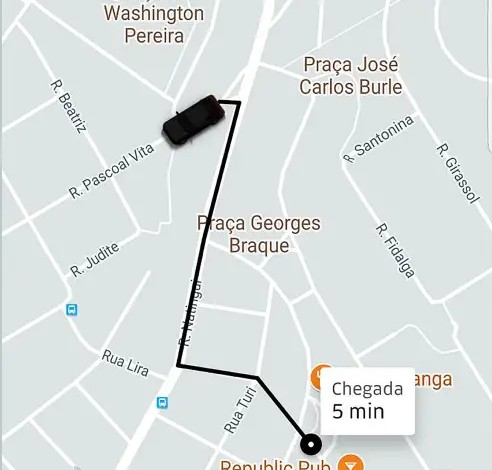 Washington
Pereira
Praça José
Carlos Burle
R. Beatriz
R. Santonina
R. Girassol
R. Pascoal Vita
Praça Georges
Braque
R. Judite
R. Fidalga
R. Natingui
Rua Lira
Chegada
5 min
anga
Rua Turi
Republic Pub